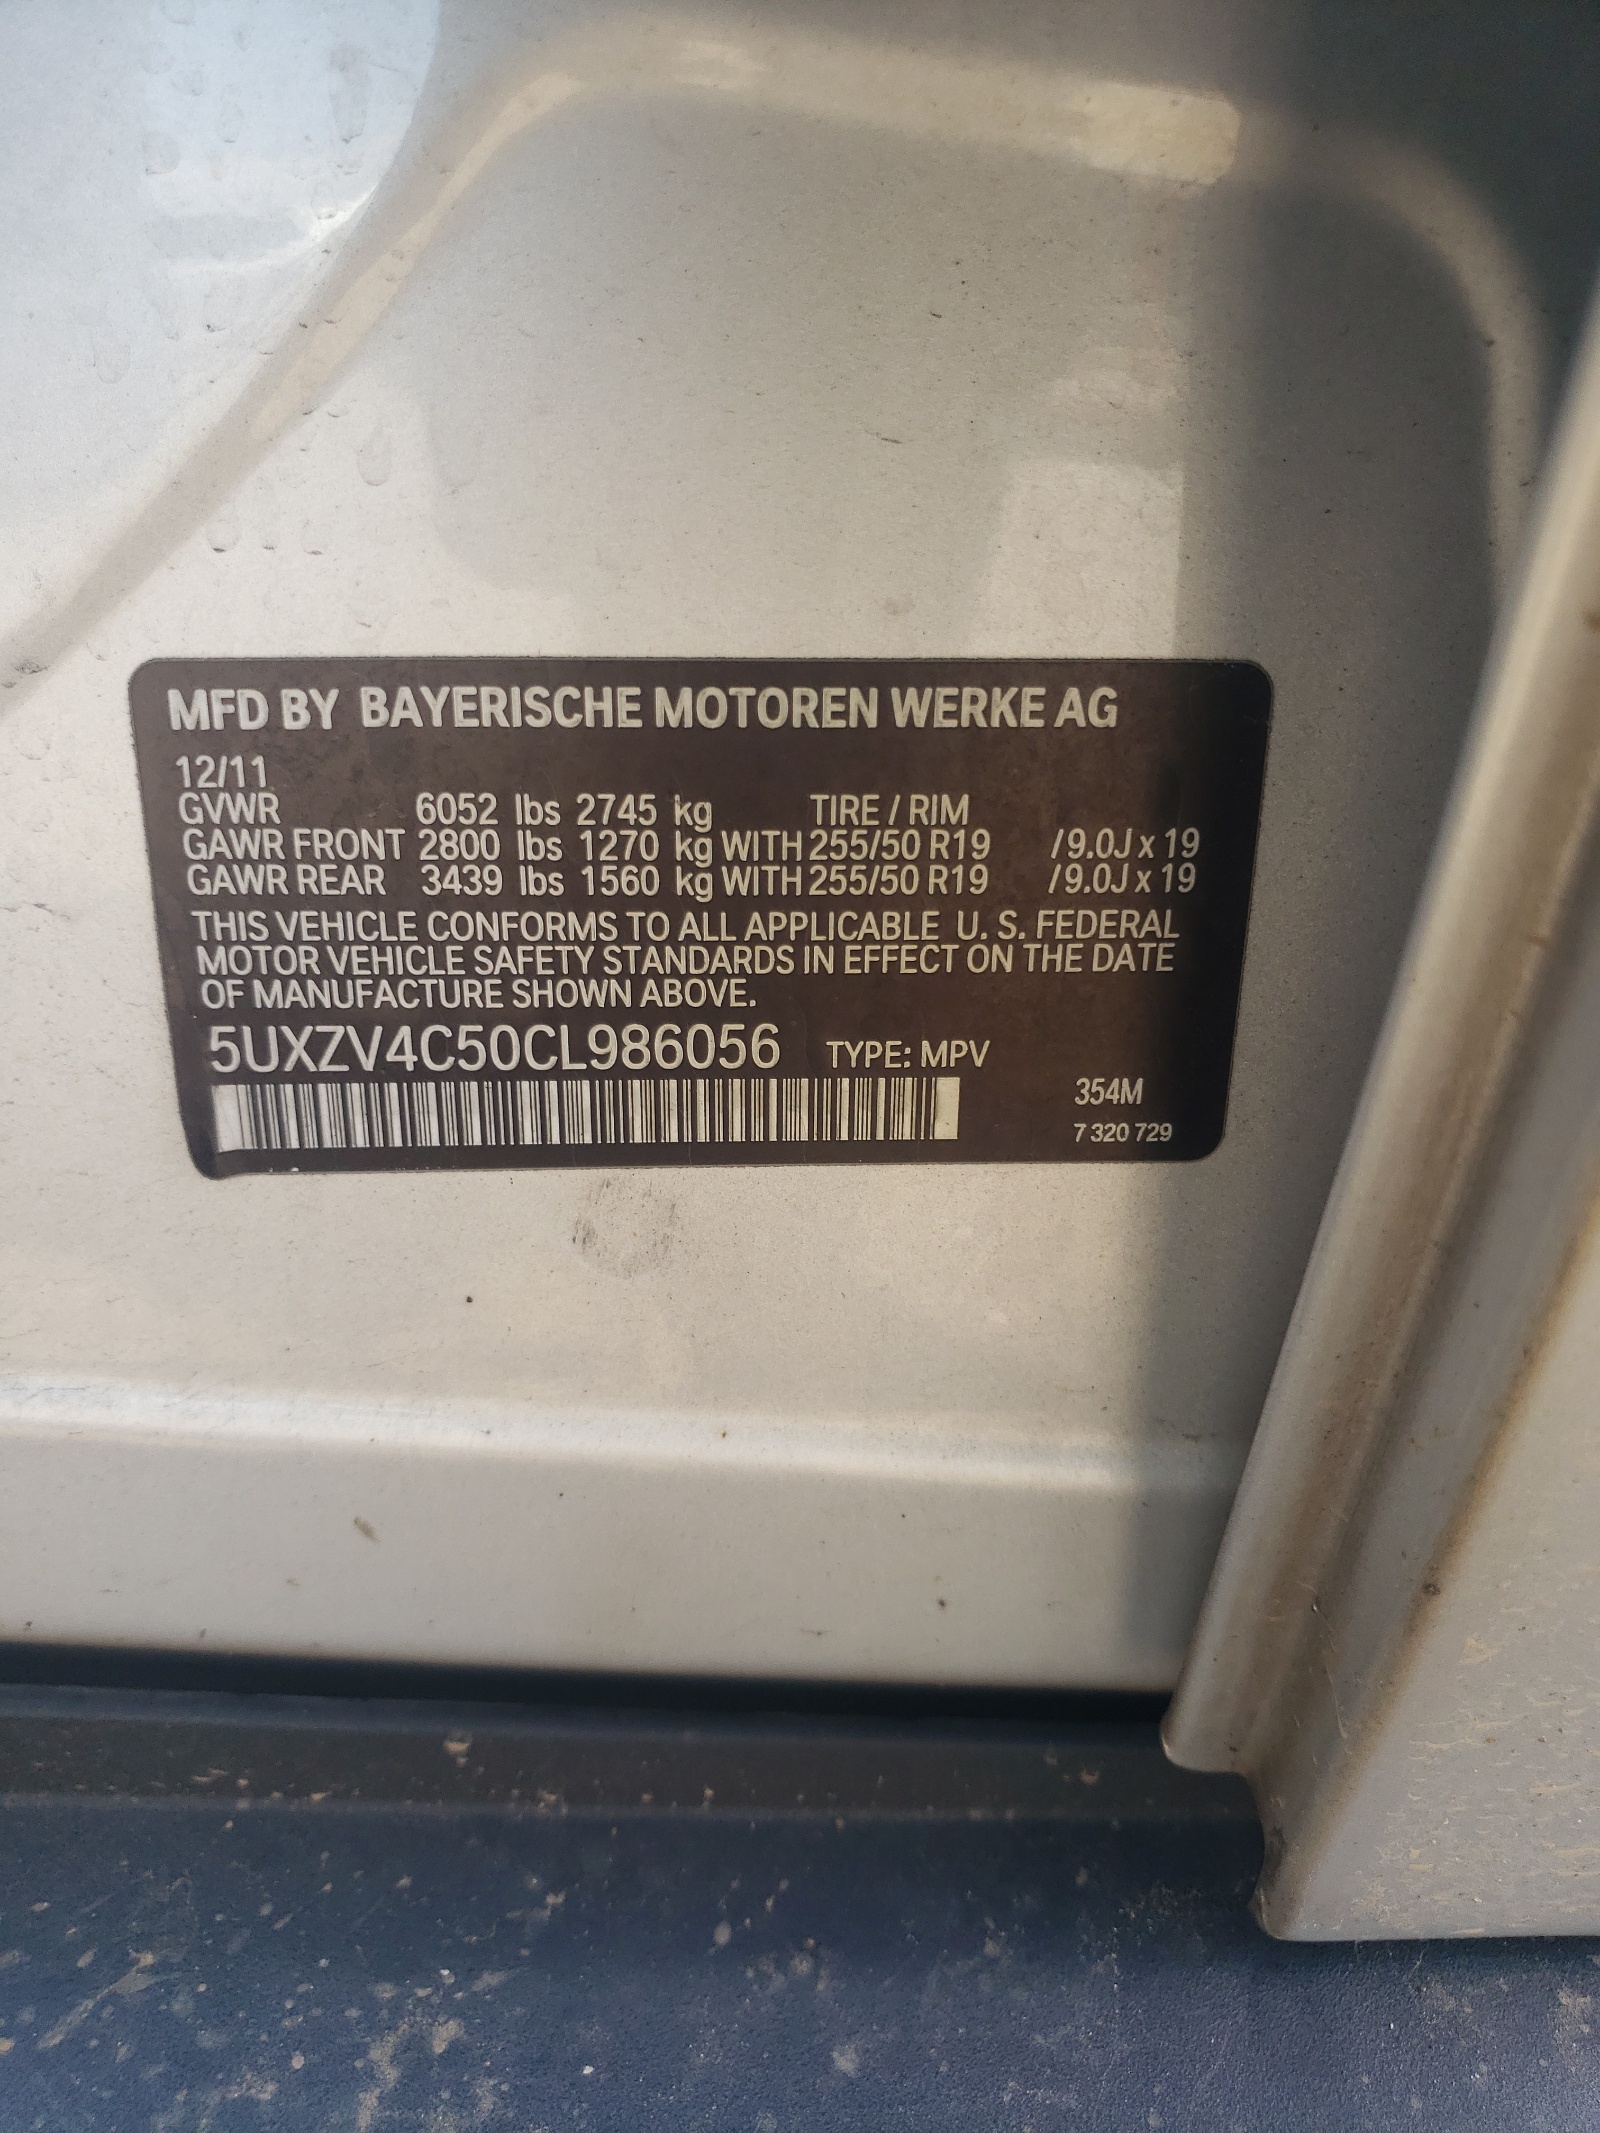 MFD BY BAYERISCHE MOTOREN WERKE AG
12/11
GVWR 6052 lbs 2745 kg TIRE / RIM
GAWR FRONT 2800 lbs 1270 kg WITH 255/50 R19 /9.0J x 19
GAWR REAR 3439 lbs 1560 kg WITH 255/50 R19 /9.0J x 19
THIS VEHICLE CONFORMS TO ALL APPLICABLE U. S. FEDERAL
MOTOR VEHICLE SAFETY STANDARDS IN EFFECT ON THE DATE
OF MANUFACTURE SHOWN ABOVE.
5UXZV4C50CL986056 TYPE: MPV
354M
7 320 729